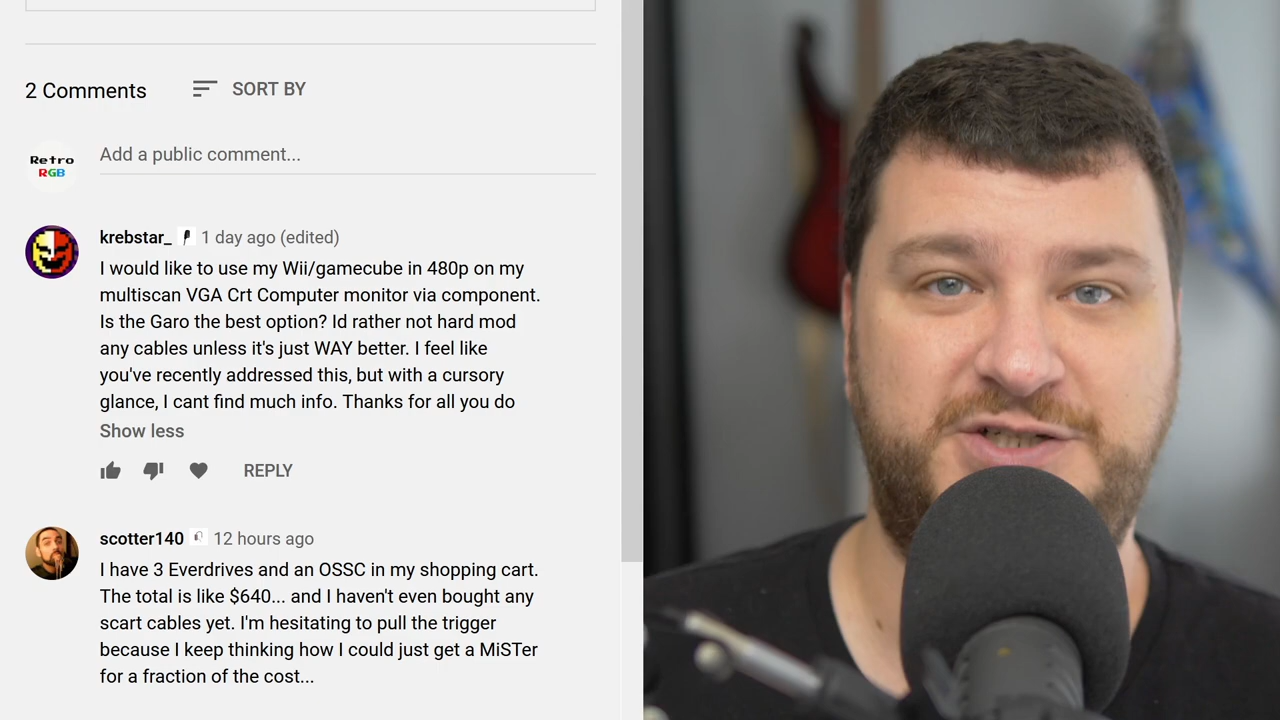 2 Comments
SORT BY
Retro
RGB
Add a public comment...
krebstar_ 1 day ago (edited)
I would like to use my Wii/gamecube in 480p on my
multiscan VGA Crt Computer monitor via component.
Is the Garo the best option? Id rather not hard mod
any cables unless it's just WAY better. I feel like
you've recently addressed this, but with a cursory
glance, I cant find much info. Thanks for all you do
Show less
REPLY
scotter140 12 hours ago
I have 3 Everdrives and an OSSC in my shopping cart.
The total is like $640... and I haven't even bought any
scart cables yet. I'm hesitating to pull the trigger
because I keep thinking how I could just get a MiSTer
for a fraction of the cost...